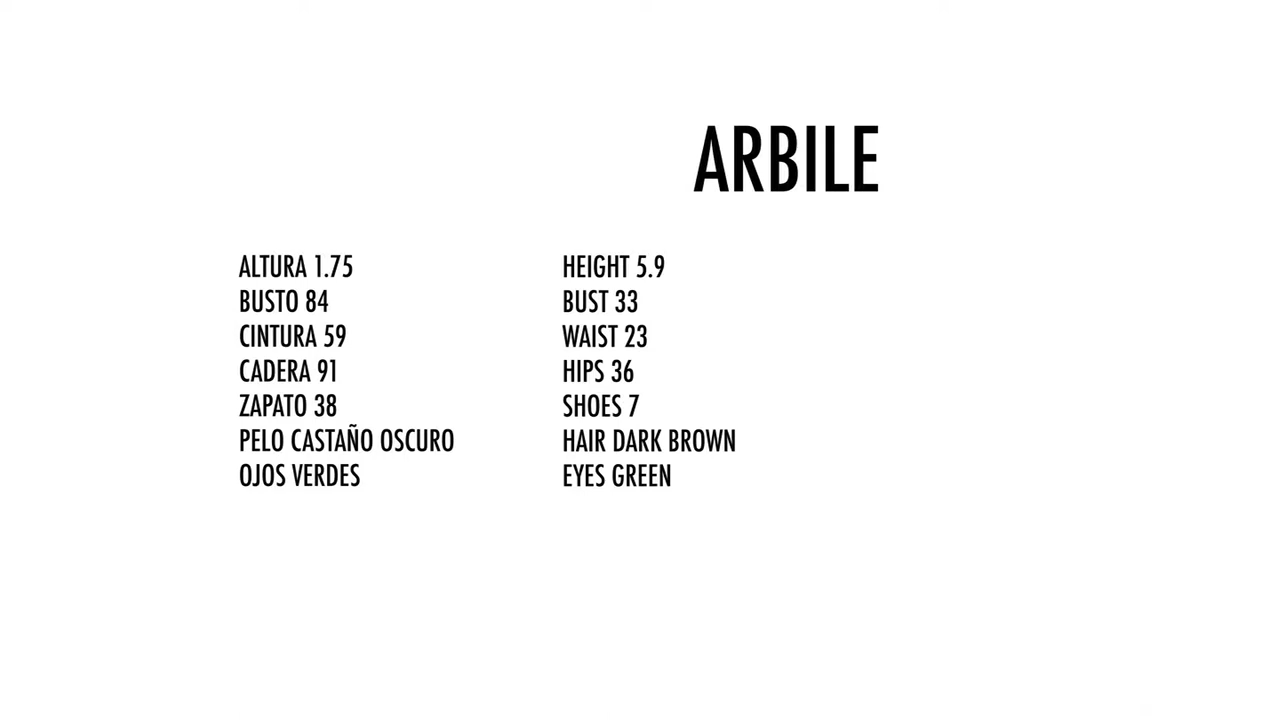 ARBILE
ALTURA 1.75
BUSTO 84
CINTURA 59
CADERA 91
ZAPATO 38
PELO CASTAÑO OSCURO
OJOS VERDES
HEIGHT 5.9
BUST 33
WAIST 23
HIPS 36
SHOES 7
HAIR DARK BROWN
EYES GREEN